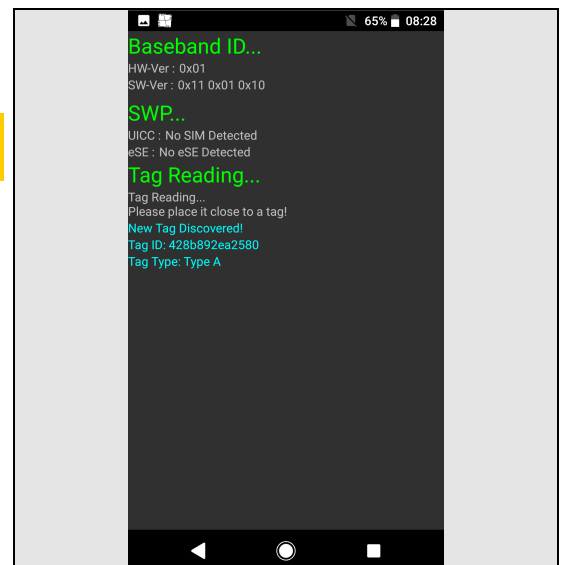 65% 08:28
Baseband ID...
HW-Ver : 0x01
SW-Ver : 0x11 0x01 0x10
SWP...
UICC : No SIM Detected
eSE : No eSE Detected
Tag Reading...
Tag Reading...
Please place it close to a tag!
New Tag Discovered!
Tag ID: 428b892ea2580
Tag Type: Type A